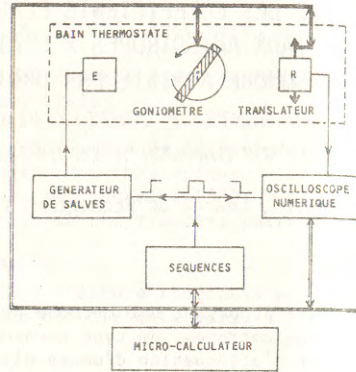 BAIN THERMOSTATE
E
R
GONIOMETRE
TRANSLATEUR
GENERATEUR
DE SALVES
OSCILLOSCOPE
NUMERIQUE
SEQUENCES
MICRO-CALCULATEUR